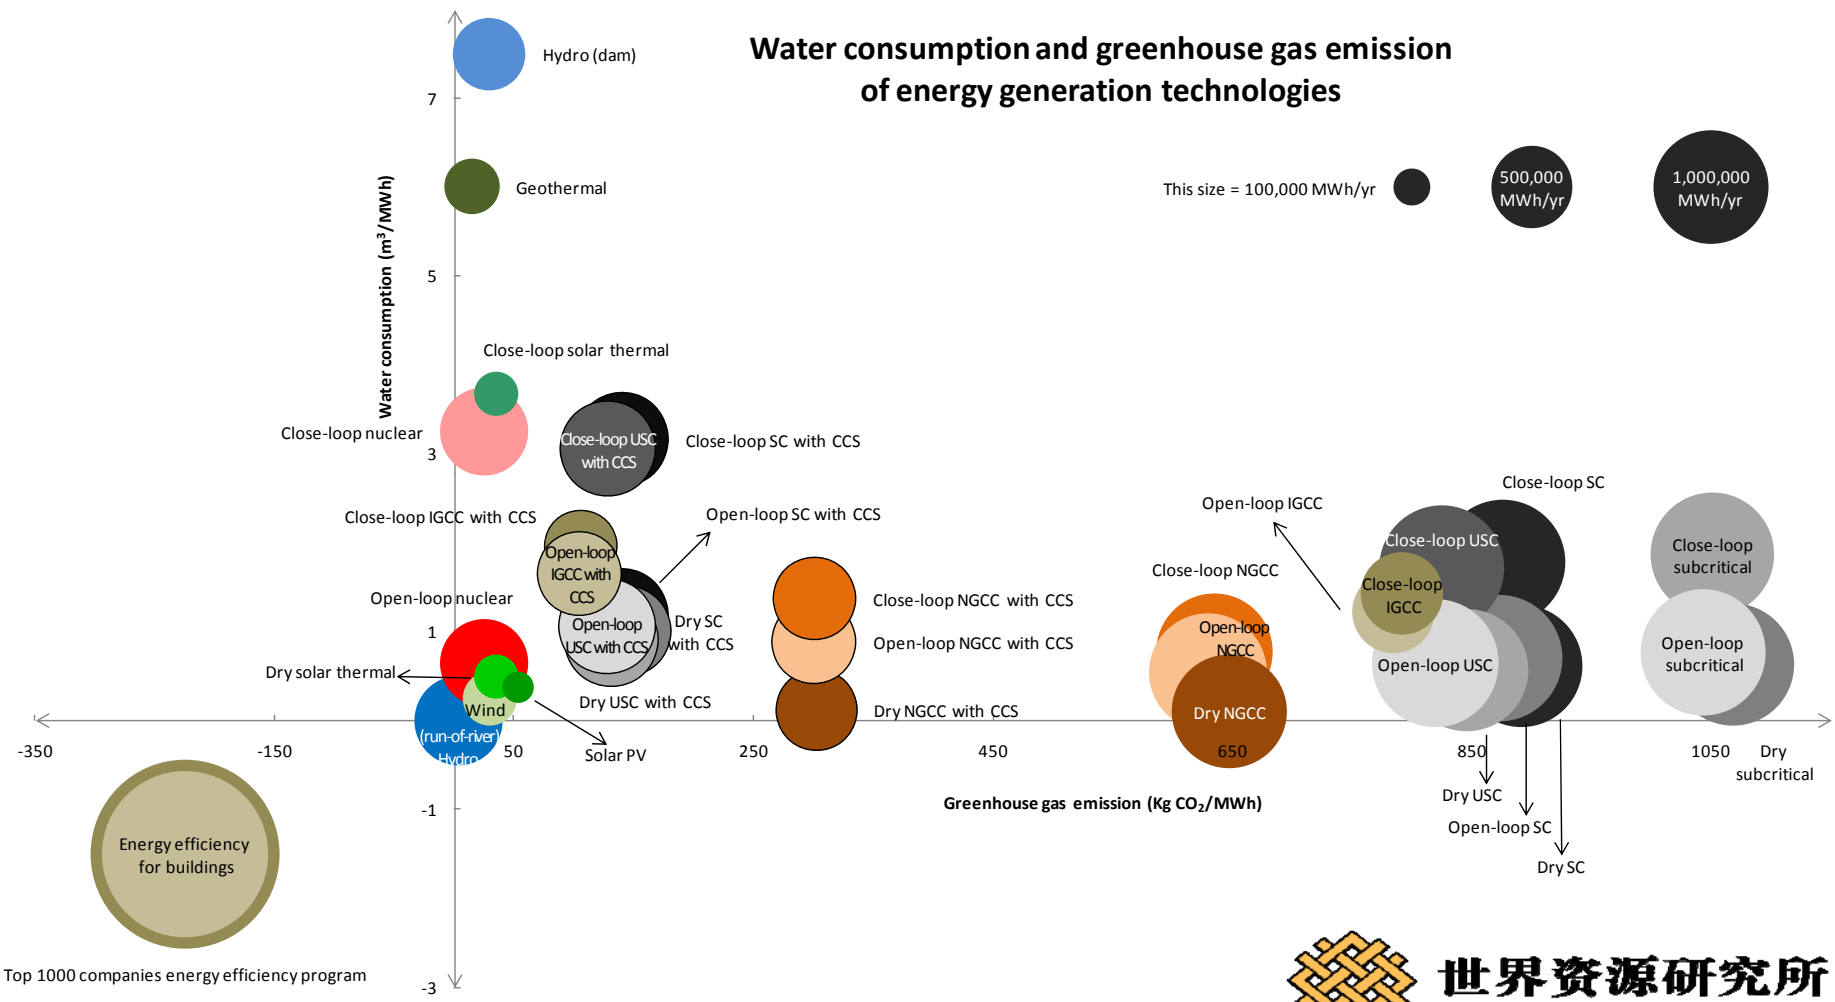 Water consumption and greenhouse gas emission
of energy generation technologies
Hydro (dam)
7
Geothermal
This size = 100,000 MWh/yr
500,000
MWh/yr
1,000,000
MWh/yr
Water consumption (m³/MWh)
5
Close-loop solar thermal
Close-loop nuclear
3
Close-loop USC
with CCS
Close-loop SC with CCS
Close-loop IGCC with CCS
Open-loop SC with CCS
Open-loop
IGCC with
CCS
Open-loop nuclear
1
Open-loop
USC with CCS
Dry SC
with CCS
Dry USC with CCS
Dry solar thermal
Wind
(run-of-river)
Hydro
Solar PV
Close-loop NGCC with CCS
Open-loop NGCC with CCS
Dry NGCC with CCS
Close-loop NGCC
Open-loop
NGCC
Dry NGCC
Open-loop IGCC
Close-loop SC
Close-loop USC
Close-loop
IGCC
Open-loop USC
Close-loop
subcritical
Open-loop
subcritical
-350
-150
50
250
450
650
850
1050
Dry
subcritical
Dry USC
Open-loop SC
Dry SC
Greenhouse gas emission (Kg CO₂/MWh)
-1
Energy efficiency
for buildings
Top 1000 companies energy efficiency program
-3
世界资源研究所